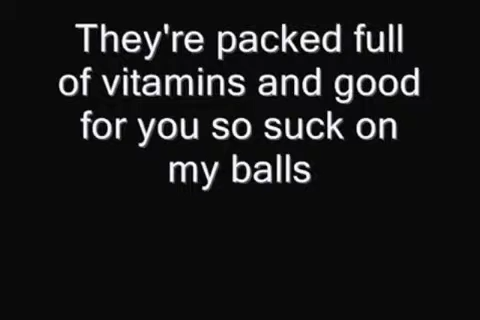 They're packed full
of vitamins and good
for you so suck on
my balls